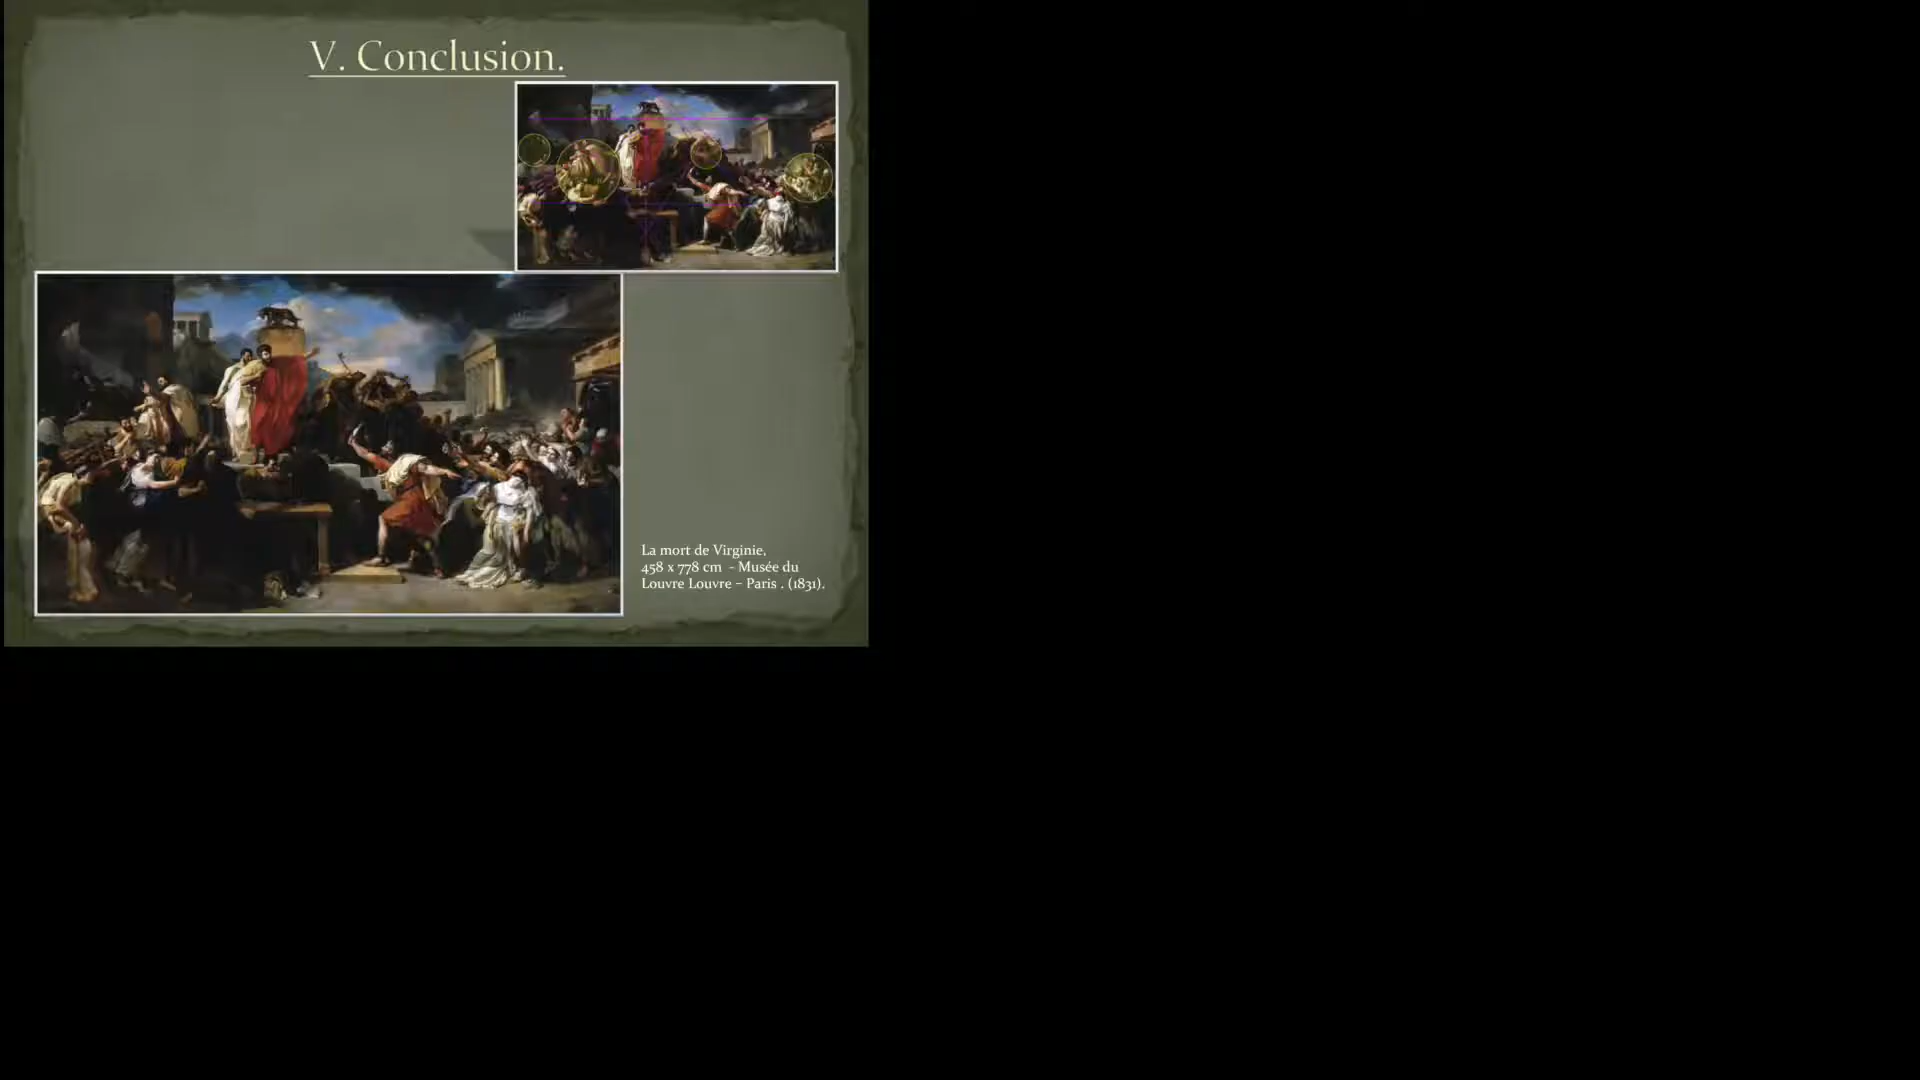 V. Conclusion.
La mort de Virginie,
458 x 778 cm - Musée du
Louvre Louvre – Paris . (1831).